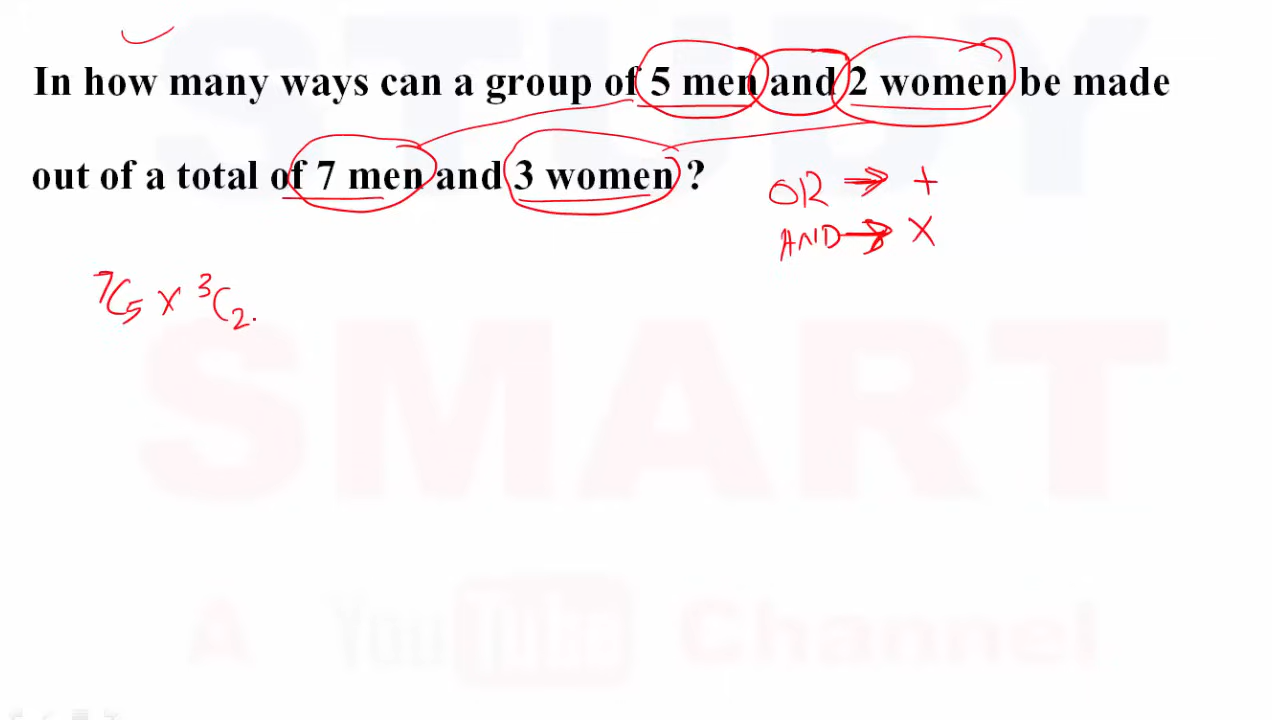 In how many ways can a group of 5 men and 2 women be made
out of a total of 7 men and 3 women ?
OR ⇒ +
AND → X
⁷C₅ X ³C₂.
STUDY
SMART
A YouTube Channel